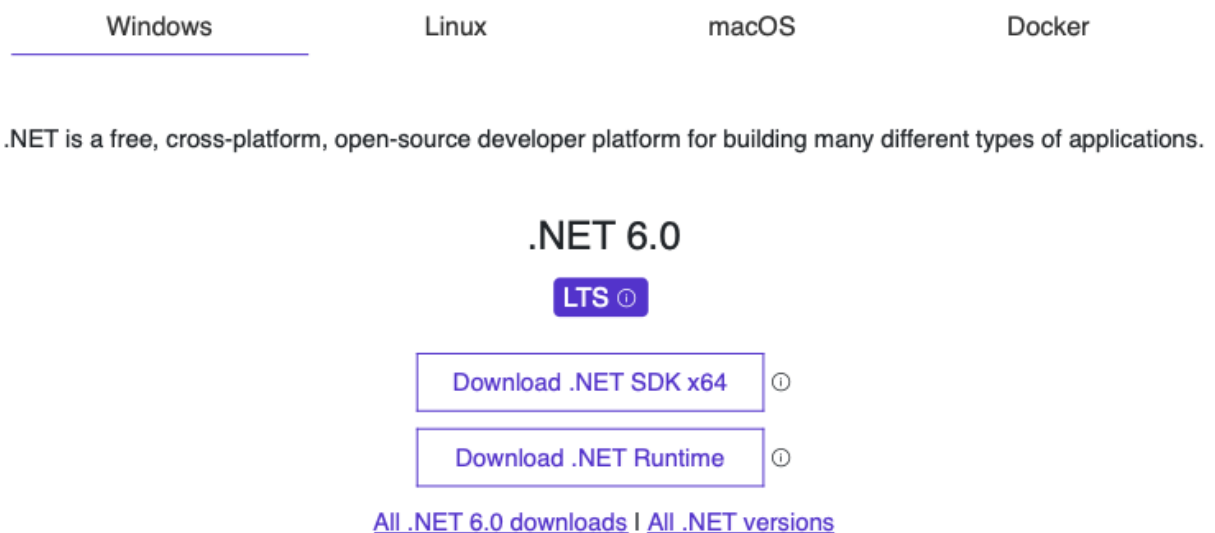 Windows Linux macOS Docker
.NET is a free, cross-platform, open-source developer platform for building many different types of applications.
.NET 6.0
LTS
Download .NET SDK x64
Download .NET Runtime
All .NET 6.0 downloads | All .NET versions